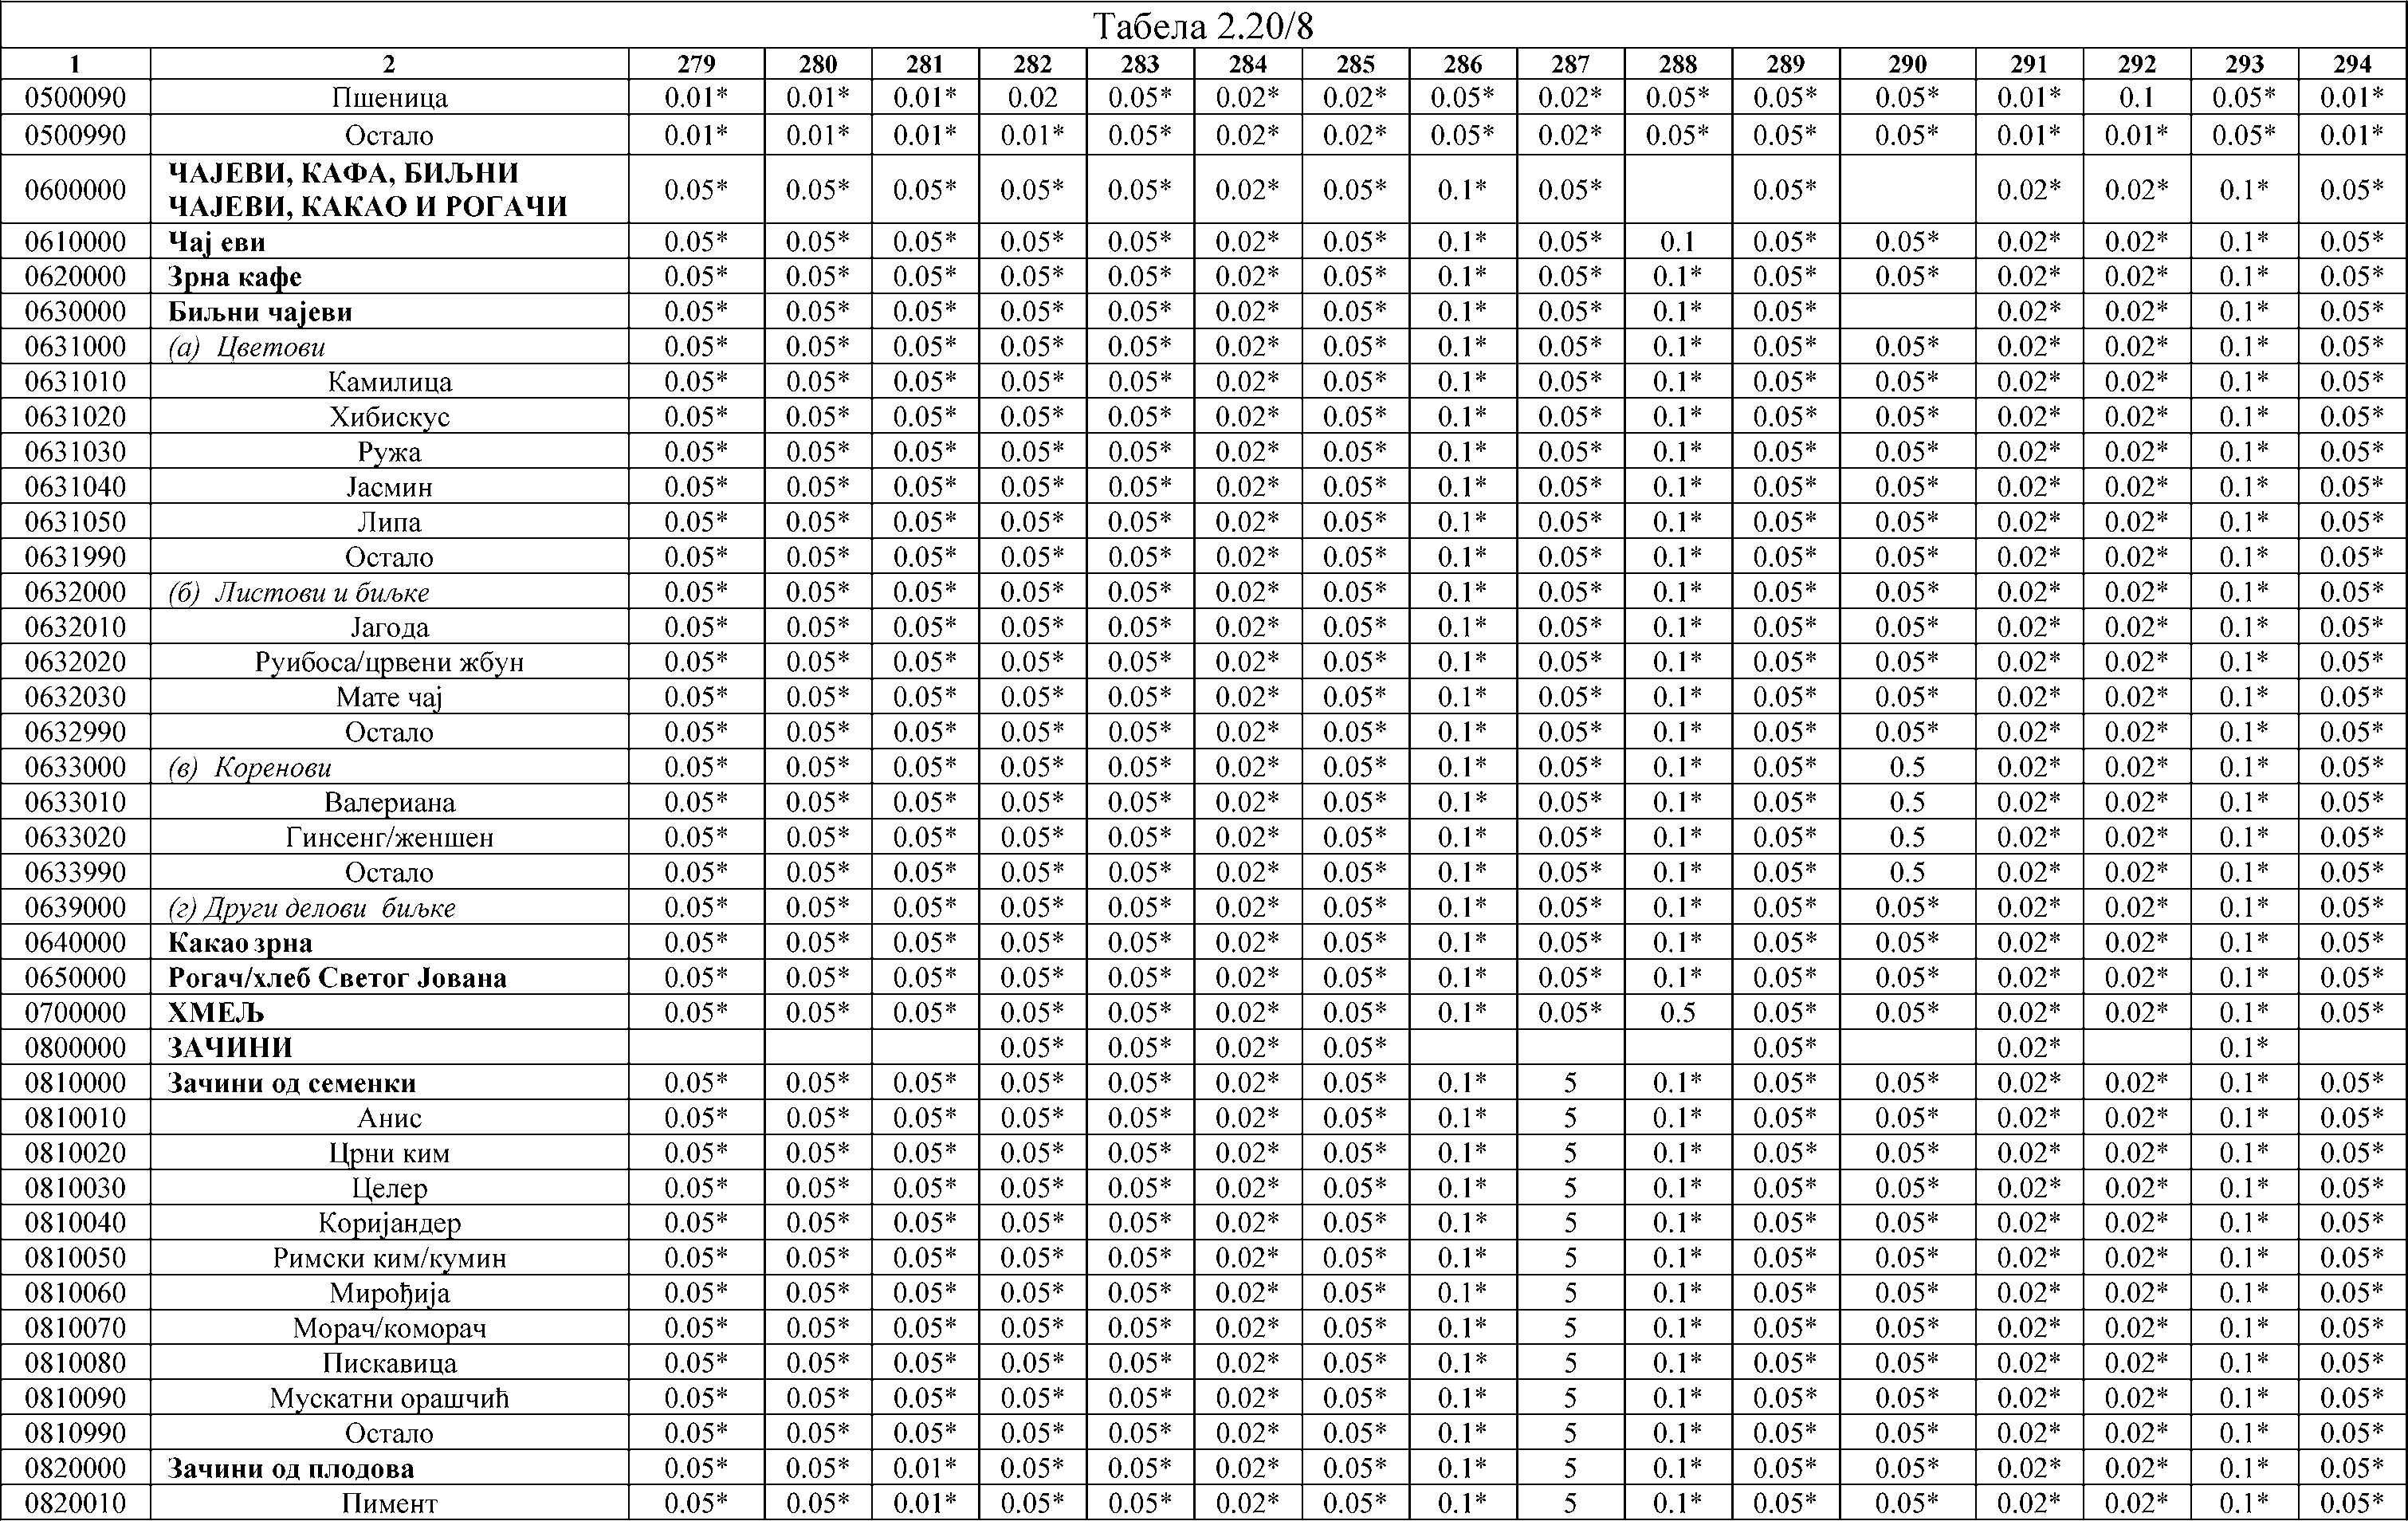 Табела 2.20/8
1 2 279 280 281 282 283 284 285 286 287 288 289 290 291 292 293 294
0500090 Пшеница 0.01* 0.01* 0.01* 0.02 0.05* 0.02* 0.02* 0.05* 0.02* 0.05* 0.05* 0.05* 0.01* 0.1 0.05* 0.01*
0500990 Остало 0.01* 0.01* 0.01* 0.01* 0.05* 0.02* 0.02* 0.05* 0.02* 0.05* 0.05* 0.05* 0.01* 0.01* 0.05* 0.01*
0600000 ЧАЈЕВИ, КАФА, БИЉНИ
ЧАЈЕВИ, КАКАО И РОГАЧИ 0.05* 0.05* 0.05* 0.05* 0.05* 0.02* 0.05* 0.1* 0.05* 0.05* 0.02* 0.02* 0.1* 0.05*
0610000 Чај еви 0.05* 0.05* 0.05* 0.05* 0.05* 0.02* 0.05* 0.1* 0.05* 0.1 0.05* 0.05* 0.02* 0.02* 0.1* 0.05*
0620000 Зрна кафе 0.05* 0.05* 0.05* 0.05* 0.05* 0.02* 0.05* 0.1* 0.05* 0.1* 0.05* 0.05* 0.02* 0.02* 0.1* 0.05*
0630000 Биљни чајеви 0.05* 0.05* 0.05* 0.05* 0.05* 0.02* 0.05* 0.1* 0.05* 0.1* 0.05* 0.02* 0.02* 0.1* 0.05*
0631000 (а) Цветови 0.05* 0.05* 0.05* 0.05* 0.05* 0.02* 0.05* 0.1* 0.05* 0.1* 0.05* 0.05* 0.02* 0.02* 0.1* 0.05*
0631010 Камилица 0.05* 0.05* 0.05* 0.05* 0.05* 0.02* 0.05* 0.1* 0.05* 0.1* 0.05* 0.05* 0.02* 0.02* 0.1* 0.05*
0631020 Хибискус 0.05* 0.05* 0.05* 0.05* 0.05* 0.02* 0.05* 0.1* 0.05* 0.1* 0.05* 0.05* 0.02* 0.02* 0.1* 0.05*
0631030 Ружа 0.05* 0.05* 0.05* 0.05* 0.05* 0.02* 0.05* 0.1* 0.05* 0.1* 0.05* 0.05* 0.02* 0.02* 0.1* 0.05*
0631040 Јасмин 0.05* 0.05* 0.05* 0.05* 0.05* 0.02* 0.05* 0.1* 0.05* 0.1* 0.05* 0.05* 0.02* 0.02* 0.1* 0.05*
0631050 Липа 0.05* 0.05* 0.05* 0.05* 0.05* 0.02* 0.05* 0.1* 0.05* 0.1* 0.05* 0.05* 0.02* 0.02* 0.1* 0.05*
0631990 Остало 0.05* 0.05* 0.05* 0.05* 0.05* 0.02* 0.05* 0.1* 0.05* 0.1* 0.05* 0.05* 0.02* 0.02* 0.1* 0.05*
0632000 (б) Листови и биљке 0.05* 0.05* 0.05* 0.05* 0.05* 0.02* 0.05* 0.1* 0.05* 0.1* 0.05* 0.05* 0.02* 0.02* 0.1* 0.05*
0632010 Јагода 0.05* 0.05* 0.05* 0.05* 0.05* 0.02* 0.05* 0.1* 0.05* 0.1* 0.05* 0.05* 0.02* 0.02* 0.1* 0.05*
0632020 Руибоса/црвени жбун 0.05* 0.05* 0.05* 0.05* 0.05* 0.02* 0.05* 0.1* 0.05* 0.1* 0.05* 0.05* 0.02* 0.02* 0.1* 0.05*
0632030 Мате чај 0.05* 0.05* 0.05* 0.05* 0.05* 0.02* 0.05* 0.1* 0.05* 0.1* 0.05* 0.05* 0.02* 0.02* 0.1* 0.05*
0632990 Остало 0.05* 0.05* 0.05* 0.05* 0.05* 0.02* 0.05* 0.1* 0.05* 0.1* 0.05* 0.05* 0.02* 0.02* 0.1* 0.05*
0633000 (в) Коренови 0.05* 0.05* 0.05* 0.05* 0.05* 0.02* 0.05* 0.1* 0.05* 0.1* 0.05* 0.5 0.02* 0.02* 0.1* 0.05*
0633010 Валериана 0.05* 0.05* 0.05* 0.05* 0.05* 0.02* 0.05* 0.1* 0.05* 0.1* 0.05* 0.5 0.02* 0.02* 0.1* 0.05*
0633020 Гинсенг/женшен 0.05* 0.05* 0.05* 0.05* 0.05* 0.02* 0.05* 0.1* 0.05* 0.1* 0.05* 0.5 0.02* 0.02* 0.1* 0.05*
0633990 Остало 0.05* 0.05* 0.05* 0.05* 0.05* 0.02* 0.05* 0.1* 0.05* 0.1* 0.05* 0.5 0.02* 0.02* 0.1* 0.05*
0639000 (г) Други делови биљке 0.05* 0.05* 0.05* 0.05* 0.05* 0.02* 0.05* 0.1* 0.05* 0.1* 0.05* 0.05* 0.02* 0.02* 0.1* 0.05*
0640000 Какао зрна 0.05* 0.05* 0.05* 0.05* 0.05* 0.02* 0.05* 0.1* 0.05* 0.1* 0.05* 0.05* 0.02* 0.02* 0.1* 0.05*
0650000 Рогач/хлеб Светог Јована 0.05* 0.05* 0.05* 0.05* 0.05* 0.02* 0.05* 0.1* 0.05* 0.1* 0.05* 0.05* 0.02* 0.02* 0.1* 0.05*
0700000 ХМЕЉ 0.05* 0.05* 0.05* 0.05* 0.05* 0.02* 0.05* 0.1* 0.05* 0.5 0.05* 0.05* 0.02* 0.02* 0.1* 0.05*
0800000 ЗАЧИНИ 0.05* 0.05* 0.02* 0.05* 0.05* 0.02* 0.1*
0810000 Зачини од семенки 0.05* 0.05* 0.05* 0.05* 0.05* 0.02* 0.05* 0.1* 5 0.1* 0.05* 0.05* 0.02* 0.02* 0.1* 0.05*
0810010 Анис 0.05* 0.05* 0.05* 0.05* 0.05* 0.02* 0.05* 0.1* 5 0.1* 0.05* 0.05* 0.02* 0.02* 0.1* 0.05*
0810020 Црни ким 0.05* 0.05* 0.05* 0.05* 0.05* 0.02* 0.05* 0.1* 5 0.1* 0.05* 0.05* 0.02* 0.02* 0.1* 0.05*
0810030 Целер 0.05* 0.05* 0.05* 0.05* 0.05* 0.02* 0.05* 0.1* 5 0.1* 0.05* 0.05* 0.02* 0.02* 0.1* 0.05*
0810040 Коријандер 0.05* 0.05* 0.05* 0.05* 0.05* 0.02* 0.05* 0.1* 5 0.1* 0.05* 0.05* 0.02* 0.02* 0.1* 0.05*
0810050 Римски ким/кумин 0.05* 0.05* 0.05* 0.05* 0.05* 0.02* 0.05* 0.1* 5 0.1* 0.05* 0.05* 0.02* 0.02* 0.1* 0.05*
0810060 Мирођија 0.05* 0.05* 0.05* 0.05* 0.05* 0.02* 0.05* 0.1* 5 0.1* 0.05* 0.05* 0.02* 0.02* 0.1* 0.05*
0810070 Морач/коморач 0.05* 0.05* 0.05* 0.05* 0.05* 0.02* 0.05* 0.1* 5 0.1* 0.05* 0.05* 0.02* 0.02* 0.1* 0.05*
0810080 Пискавица 0.05* 0.05* 0.05* 0.05* 0.05* 0.02* 0.05* 0.1* 5 0.1* 0.05* 0.05* 0.02* 0.02* 0.1* 0.05*
0810090 Мускатни орашчић 0.05* 0.05* 0.05* 0.05* 0.05* 0.02* 0.05* 0.1* 5 0.1* 0.05* 0.05* 0.02* 0.02* 0.1* 0.05*
0810990 Остало 0.05* 0.05* 0.05* 0.05* 0.05* 0.02* 0.05* 0.1* 5 0.1* 0.05* 0.05* 0.02* 0.02* 0.1* 0.05*
0820000 Зачини од плодова 0.05* 0.05* 0.01* 0.05* 0.05* 0.02* 0.05* 0.1* 5 0.1* 0.05* 0.05* 0.02* 0.02* 0.1* 0.05*
0820010 Пимент 0.05* 0.05* 0.01* 0.05* 0.05* 0.02* 0.05* 0.1* 5 0.1* 0.05* 0.05* 0.02* 0.02* 0.1* 0.05*